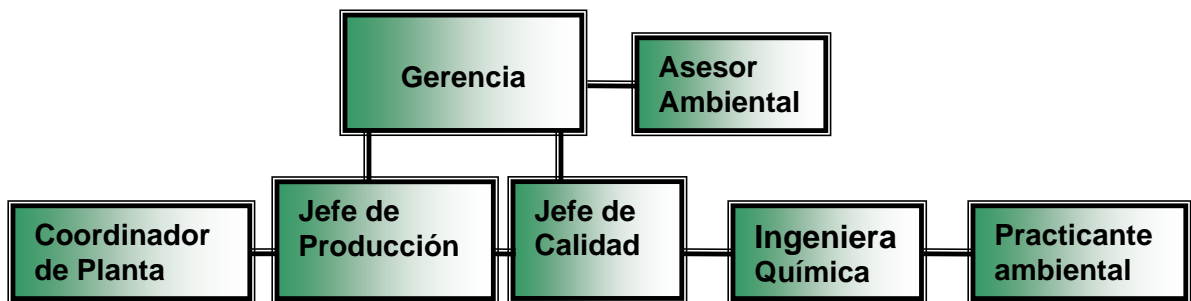 Gerencia
Asesor
Ambiental
Coordinador
de Planta
Jefe de
Producción
Jefe de
Calidad
Ingeniera
Química
Practicante
ambiental